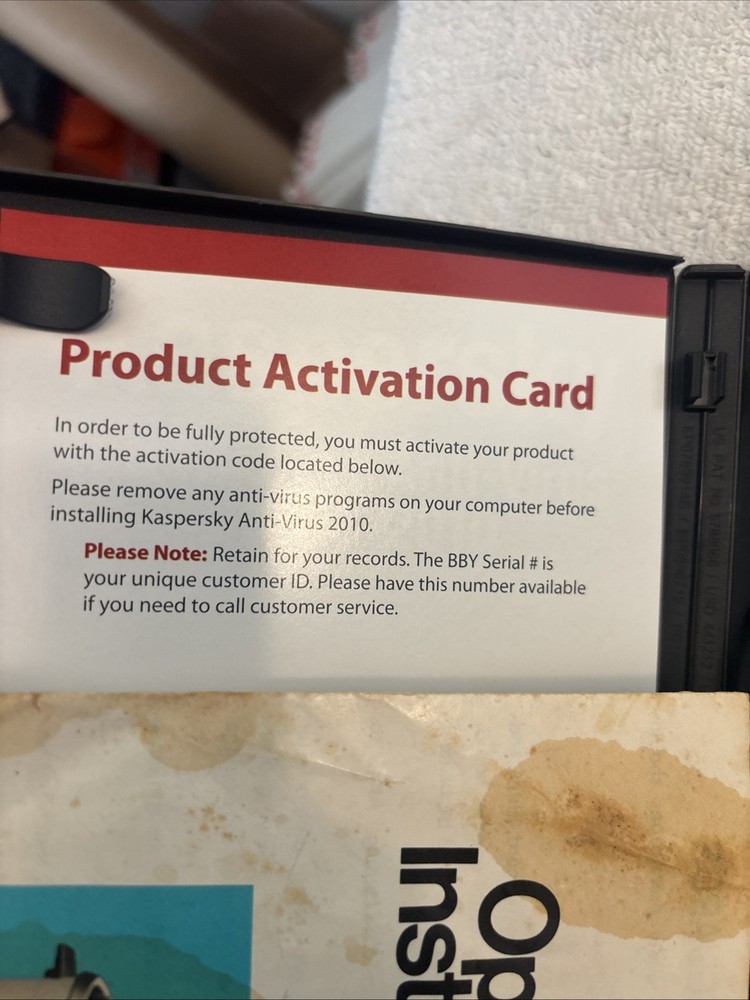 Product Activation Card
In order to be fully protected, you must activate your product
with the activation code located below.
Please remove any anti-virus programs on your computer before
installing Kaspersky Anti-Virus 2010.
Please Note: Retain for your records. The BBY Serial # is
your unique customer ID. Please have this number available
if you need to call customer service.
Op
Inst